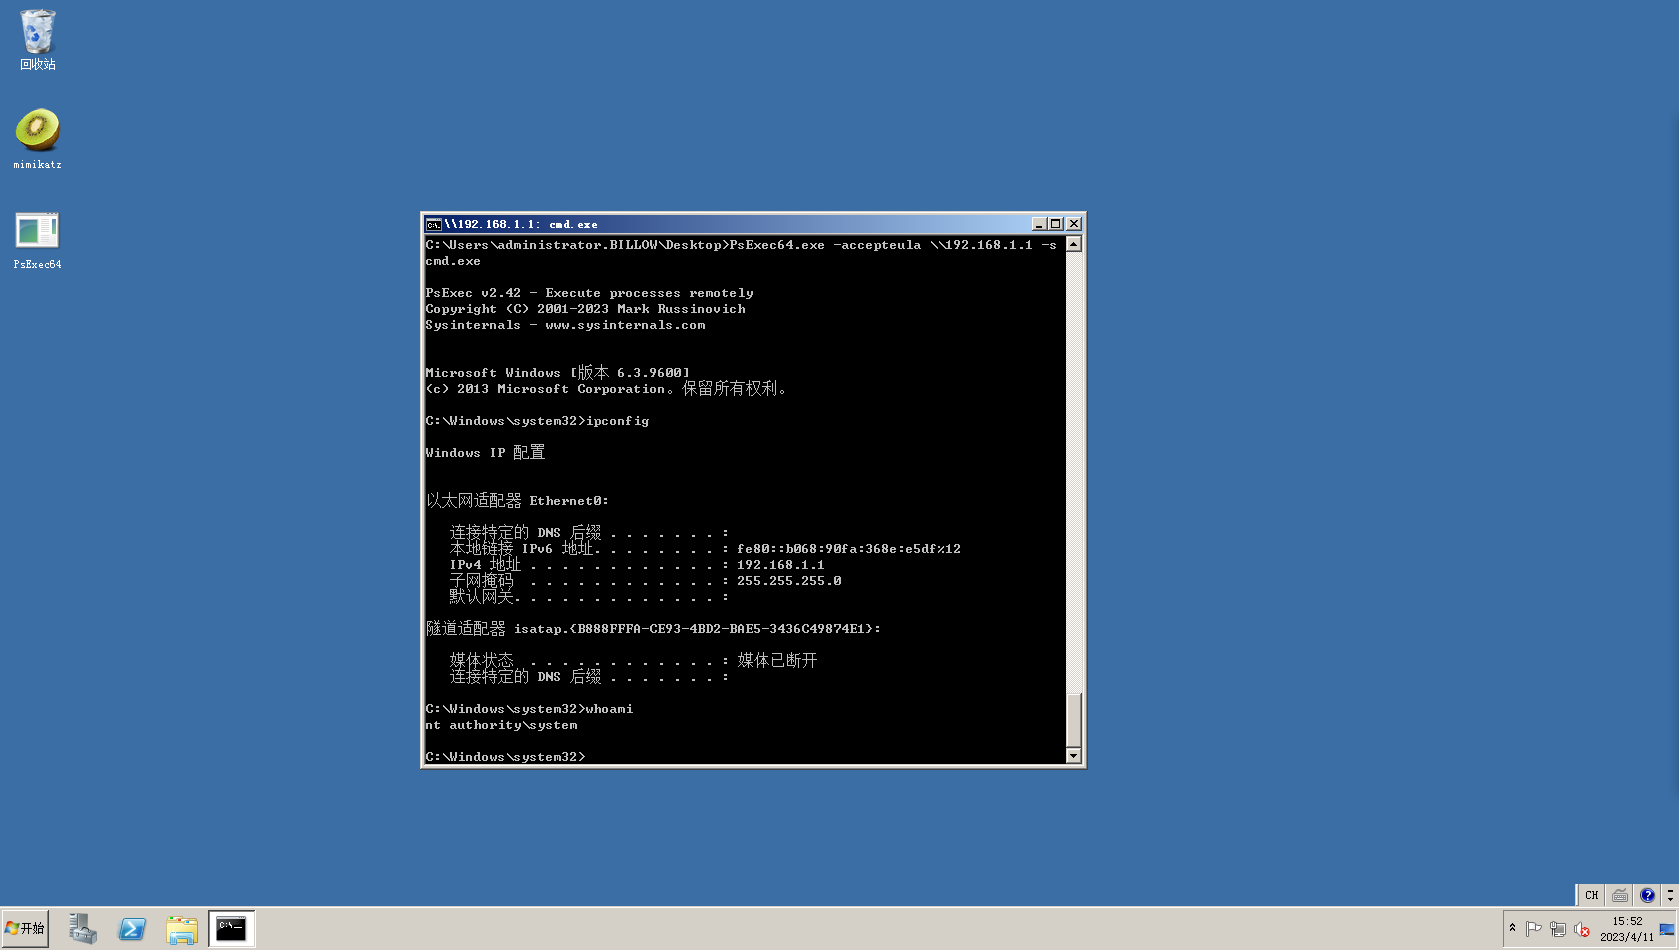 回收站
mimikatz
PsExec64
\\192.168.1.1: cmd.exe
C:\Users\administrator.BILLOW\Desktop>PsExec64.exe -accepteula \\192.168.1.1 -s
cmd.exe
PsExec v2.42 - Execute processes remotely
Copyright (C) 2001-2023 Mark Russinovich
Sysinternals - www.sysinternals.com
Microsoft Windows [版本 6.3.9600]
(c) 2013 Microsoft Corporation。保留所有权利。
C:\Windows\system32>ipconfig
Windows IP 配置
以太网适配器 Ethernet0:
连接特定的 DNS 后缀 . . . . . . . :
本地链接 IPv6 地址. . . . . . . . : fe80::b068:90fa:368e:e5df%12
IPv4 地址 . . . . . . . . . . . . : 192.168.1.1
子网掩码  . . . . . . . . . . . . : 255.255.255.0
默认网关. . . . . . . . . . . . . :
隧道适配器 isatap.{B888FFFA-CE93-4BD2-BAE5-3436C49874E1}:
媒体状态  . . . . . . . . . . . . : 媒体已断开
连接特定的 DNS 后缀 . . . . . . . :
C:\Windows\system32>whoami
nt authority\system
C:\Windows\system32>
CH
开始
C:\
15:52
2023/4/11